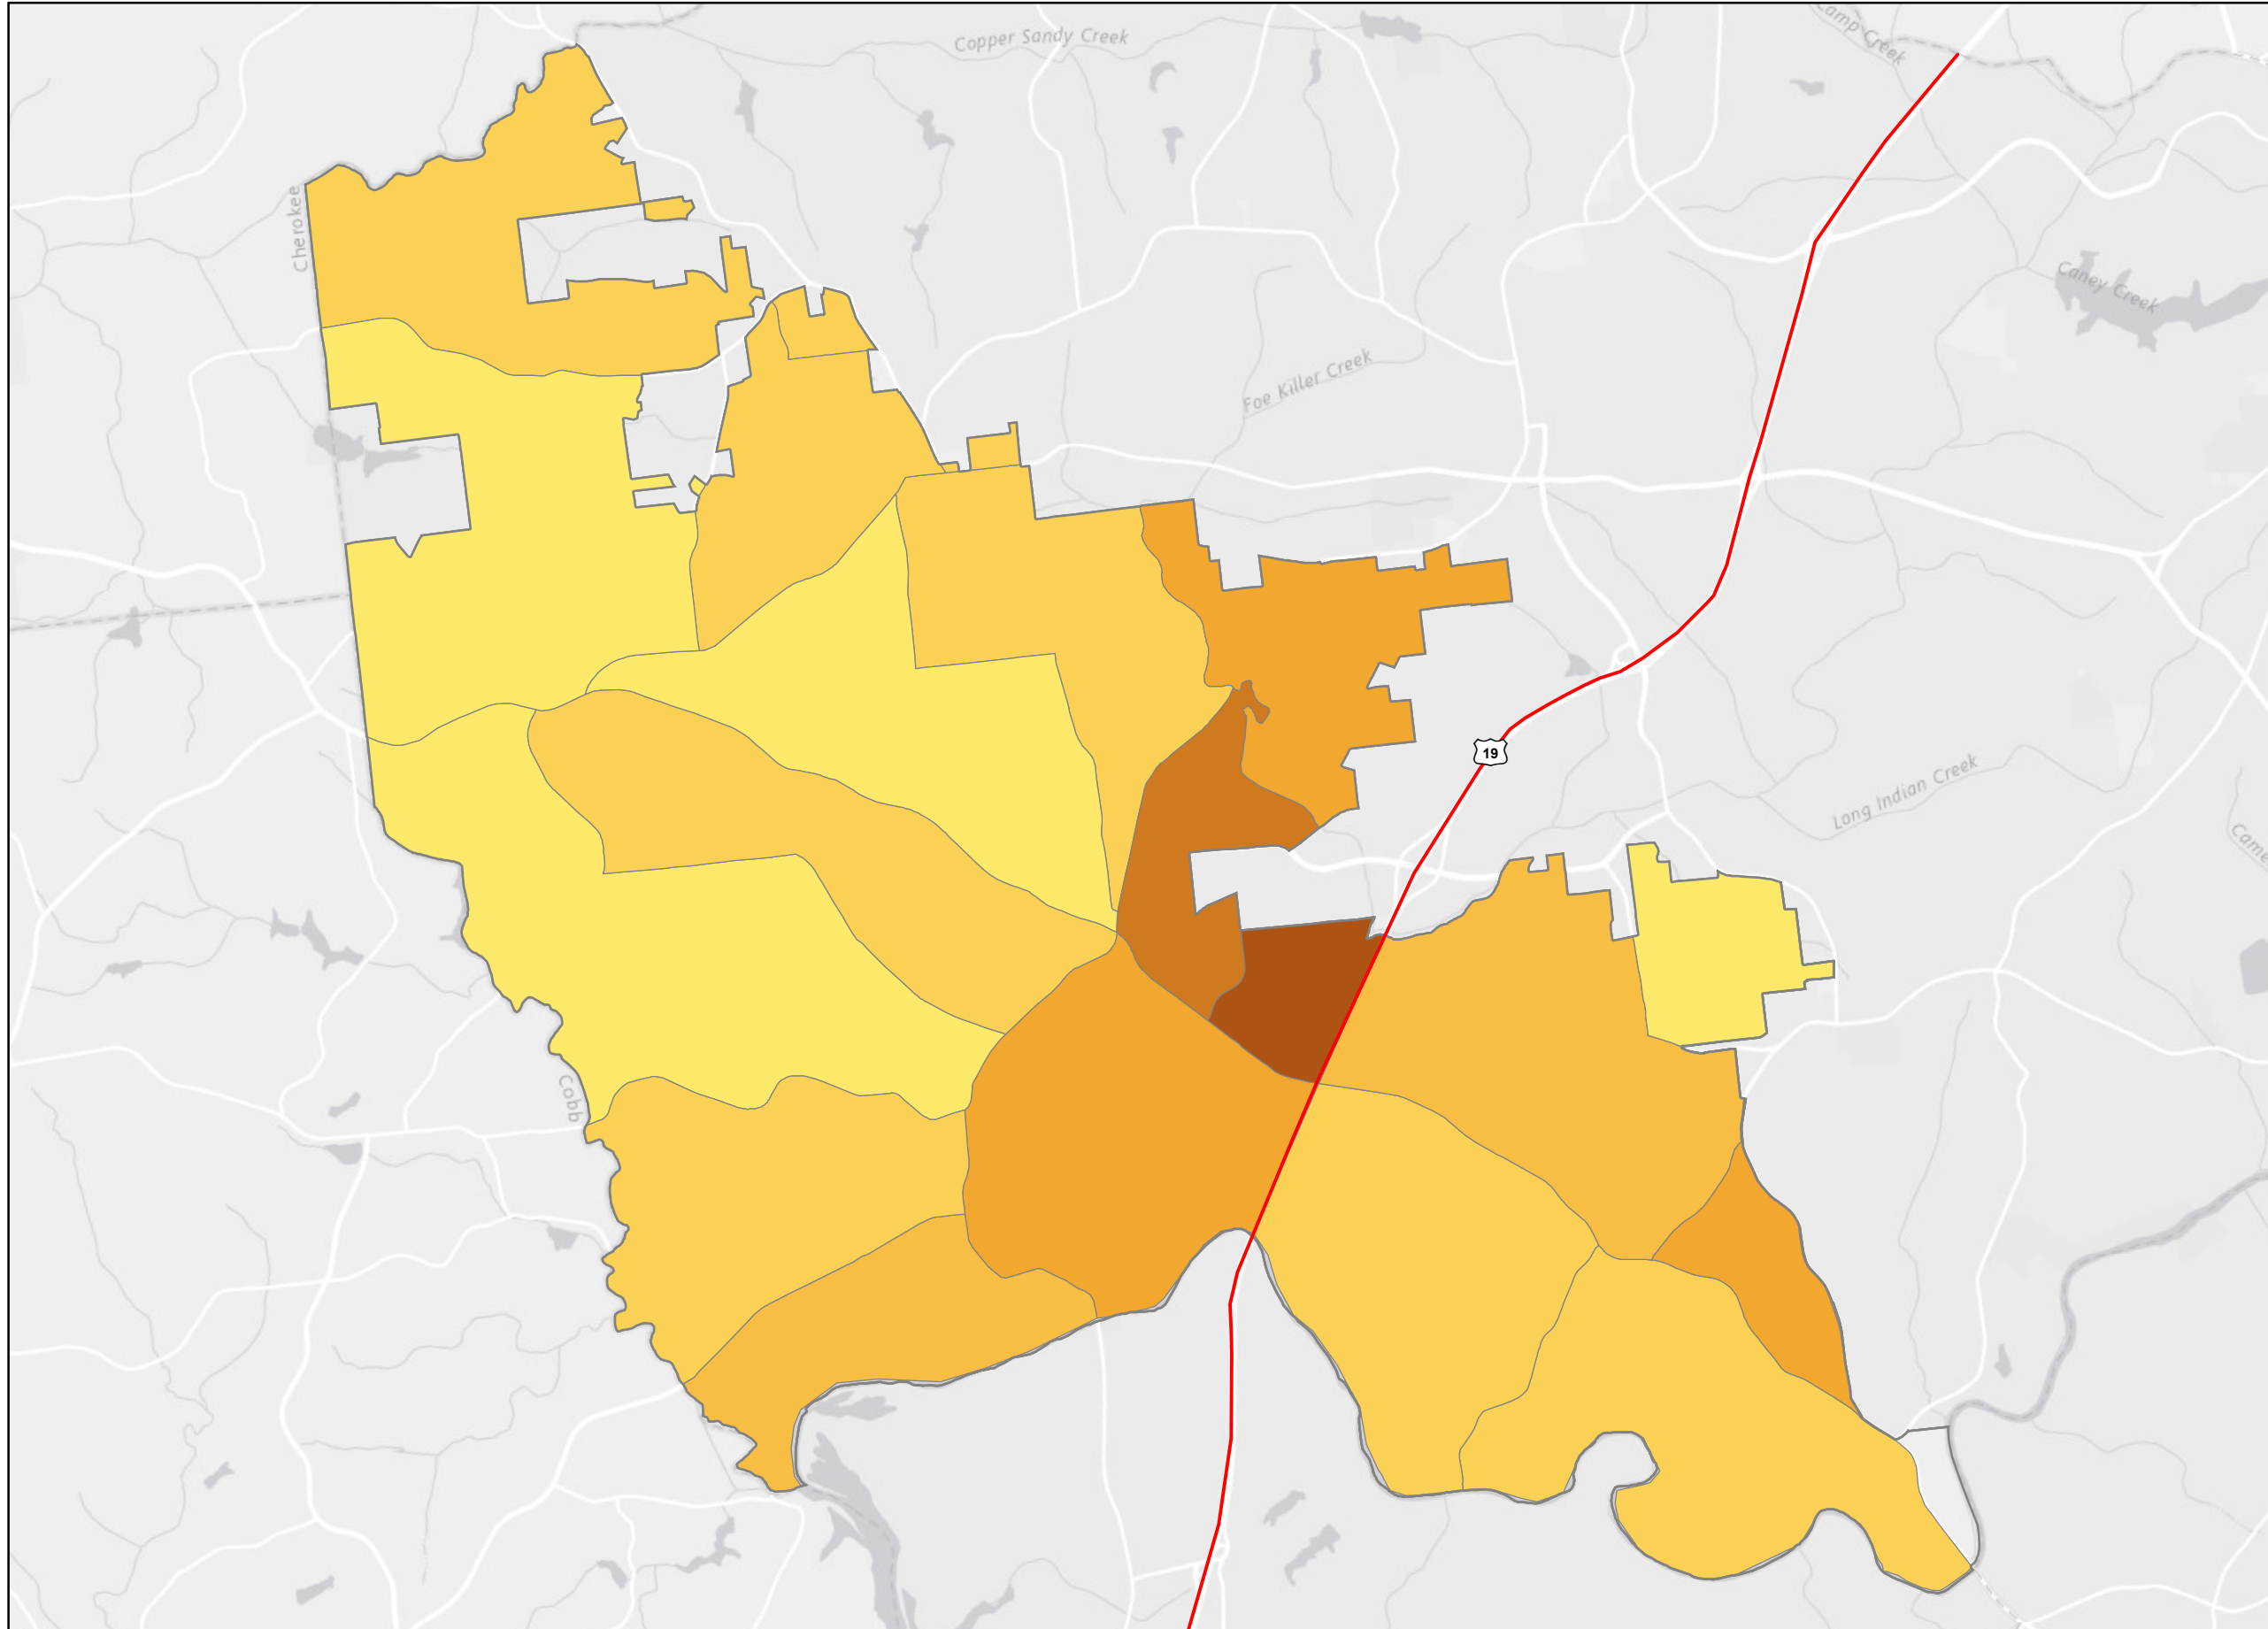 Copper Sandy Creek
Camp Creek
Cherokee
Caney Creek
Foe Killer Creek
19
Long Indian Creek
Cobb